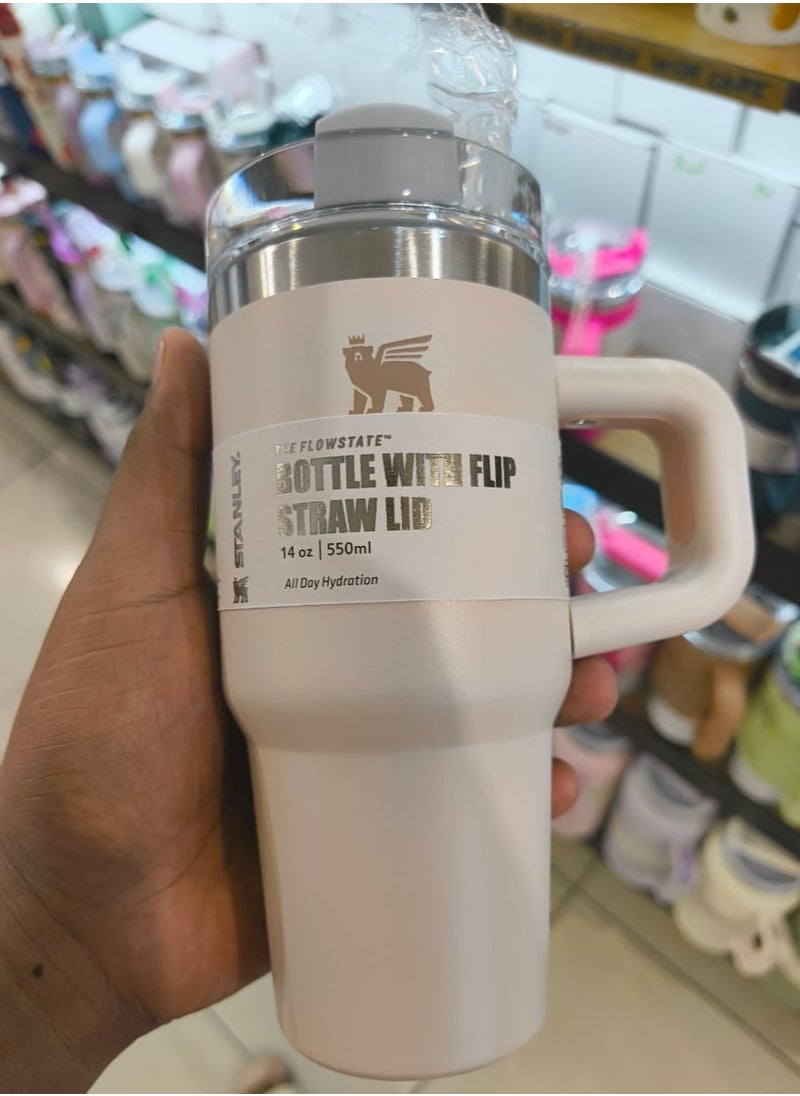 THE FLOWSTATE™
BOTTLE WITH FLIP
STRAW LID
14 oz | 550ml
All Day Hydration
STANLEY.